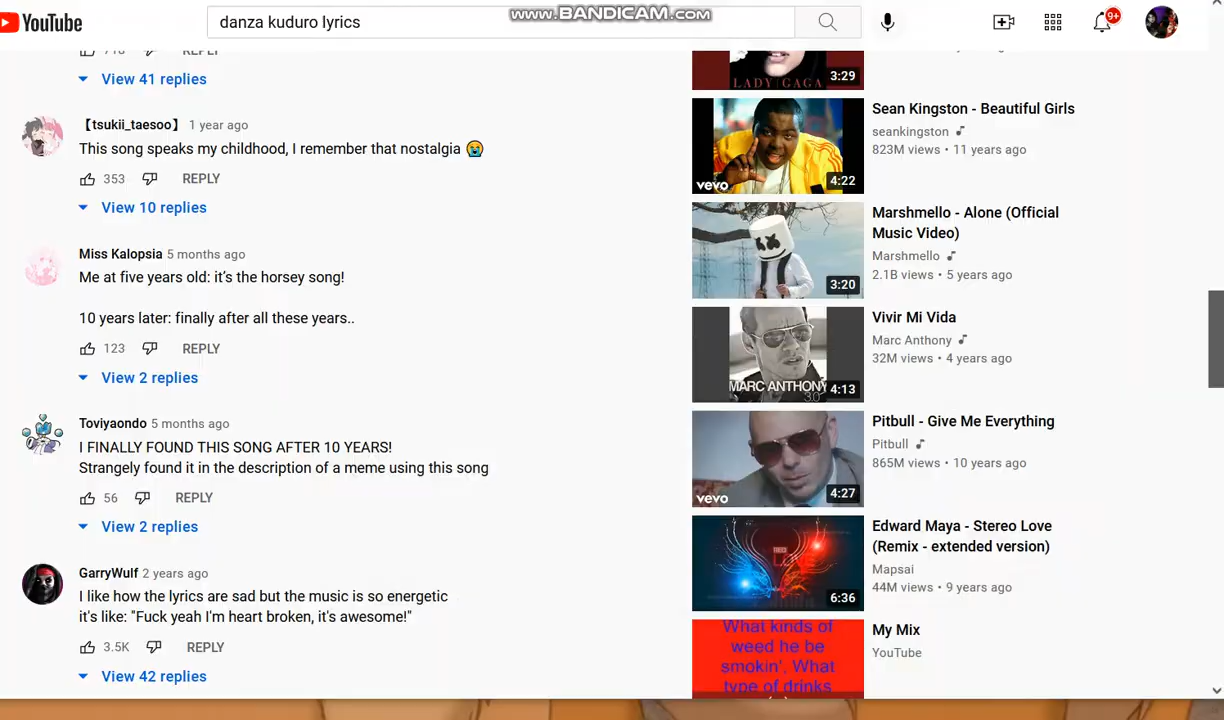 www.BANDICAM.com
YouTube
danza kuduro lyrics
9+
718
REPLY
View 41 replies
【tsukii_taesoo】 1 year ago
This song speaks my childhood, I remember that nostalgia 😭
353 REPLY
View 10 replies
Miss Kalopsia 5 months ago
Me at five years old: it's the horsey song!
10 years later: finally after all these years..
123 REPLY
View 2 replies
Toviyaondo 5 months ago
I FINALLY FOUND THIS SONG AFTER 10 YEARS!
Strangely found it in the description of a meme using this song
56 REPLY
View 2 replies
GarryWulf 2 years ago
I like how the lyrics are sad but the music is so energetic
it's like: "Fuck yeah I'm heart broken, it's awesome!"
3.5K REPLY
View 42 replies
LADY GAGA
3:29
vevo
4:22
Sean Kingston - Beautiful Girls
seankingston
823M views • 11 years ago
3:20
Marshmello - Alone (Official
Music Video)
Marshmello
2.1B views • 5 years ago
MARC ANTHONY
3.0
4:13
Vivir Mi Vida
Marc Anthony
32M views • 4 years ago
vevo
4:27
Pitbull - Give Me Everything
Pitbull
865M views • 10 years ago
6:36
Edward Maya - Stereo Love
(Remix - extended version)
Mapsai
44M views • 9 years ago
What kinds of
weed he be
smokin', What
type of drinks
My Mix
YouTube